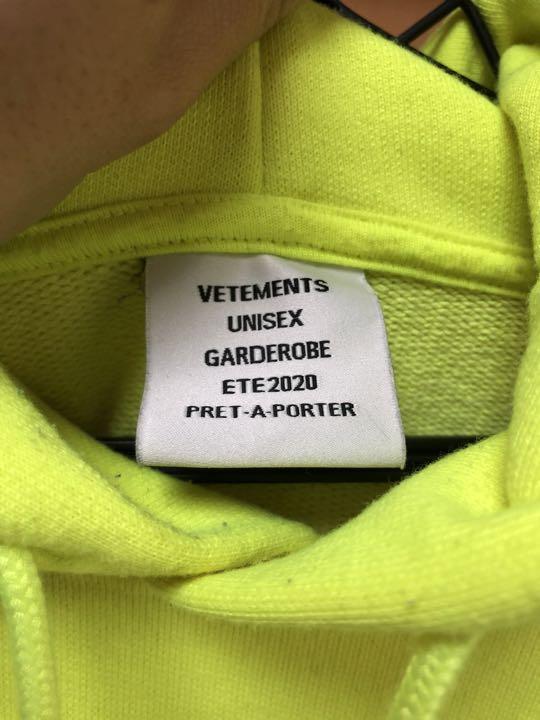 VETEMENTs
UNISEX
GARDEROBE
ETE2020
PRET-A-PORTER